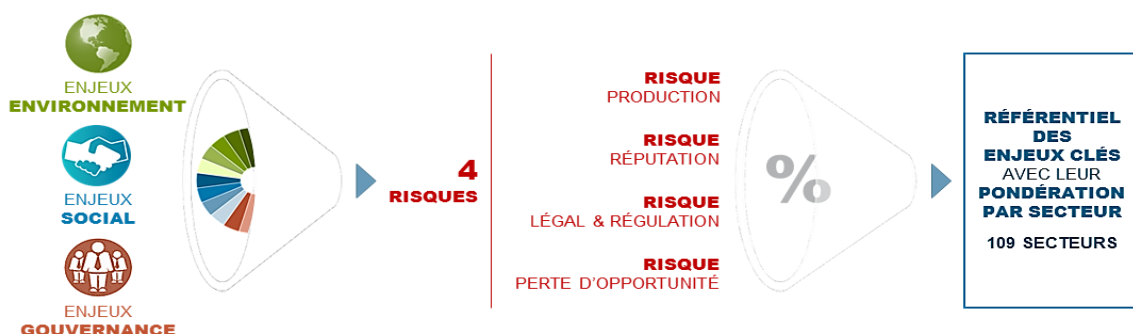 ENJEUX
ENVIRONNEMENT
ENJEUX
SOCIAL
ENJEUX
GOUVERNANCE
4
RISQUES
RISQUE
PRODUCTION
RISQUE
RÉPUTATION
RISQUE
LÉGAL & RÉGULATION
RISQUE
PERTE D'OPPORTUNITÉ
%
RÉFÉRENTIEL
DES
ENJEUX CLÉS
AVEC LEUR
PONDÉRATION
PAR SECTEUR
109 SECTEURS